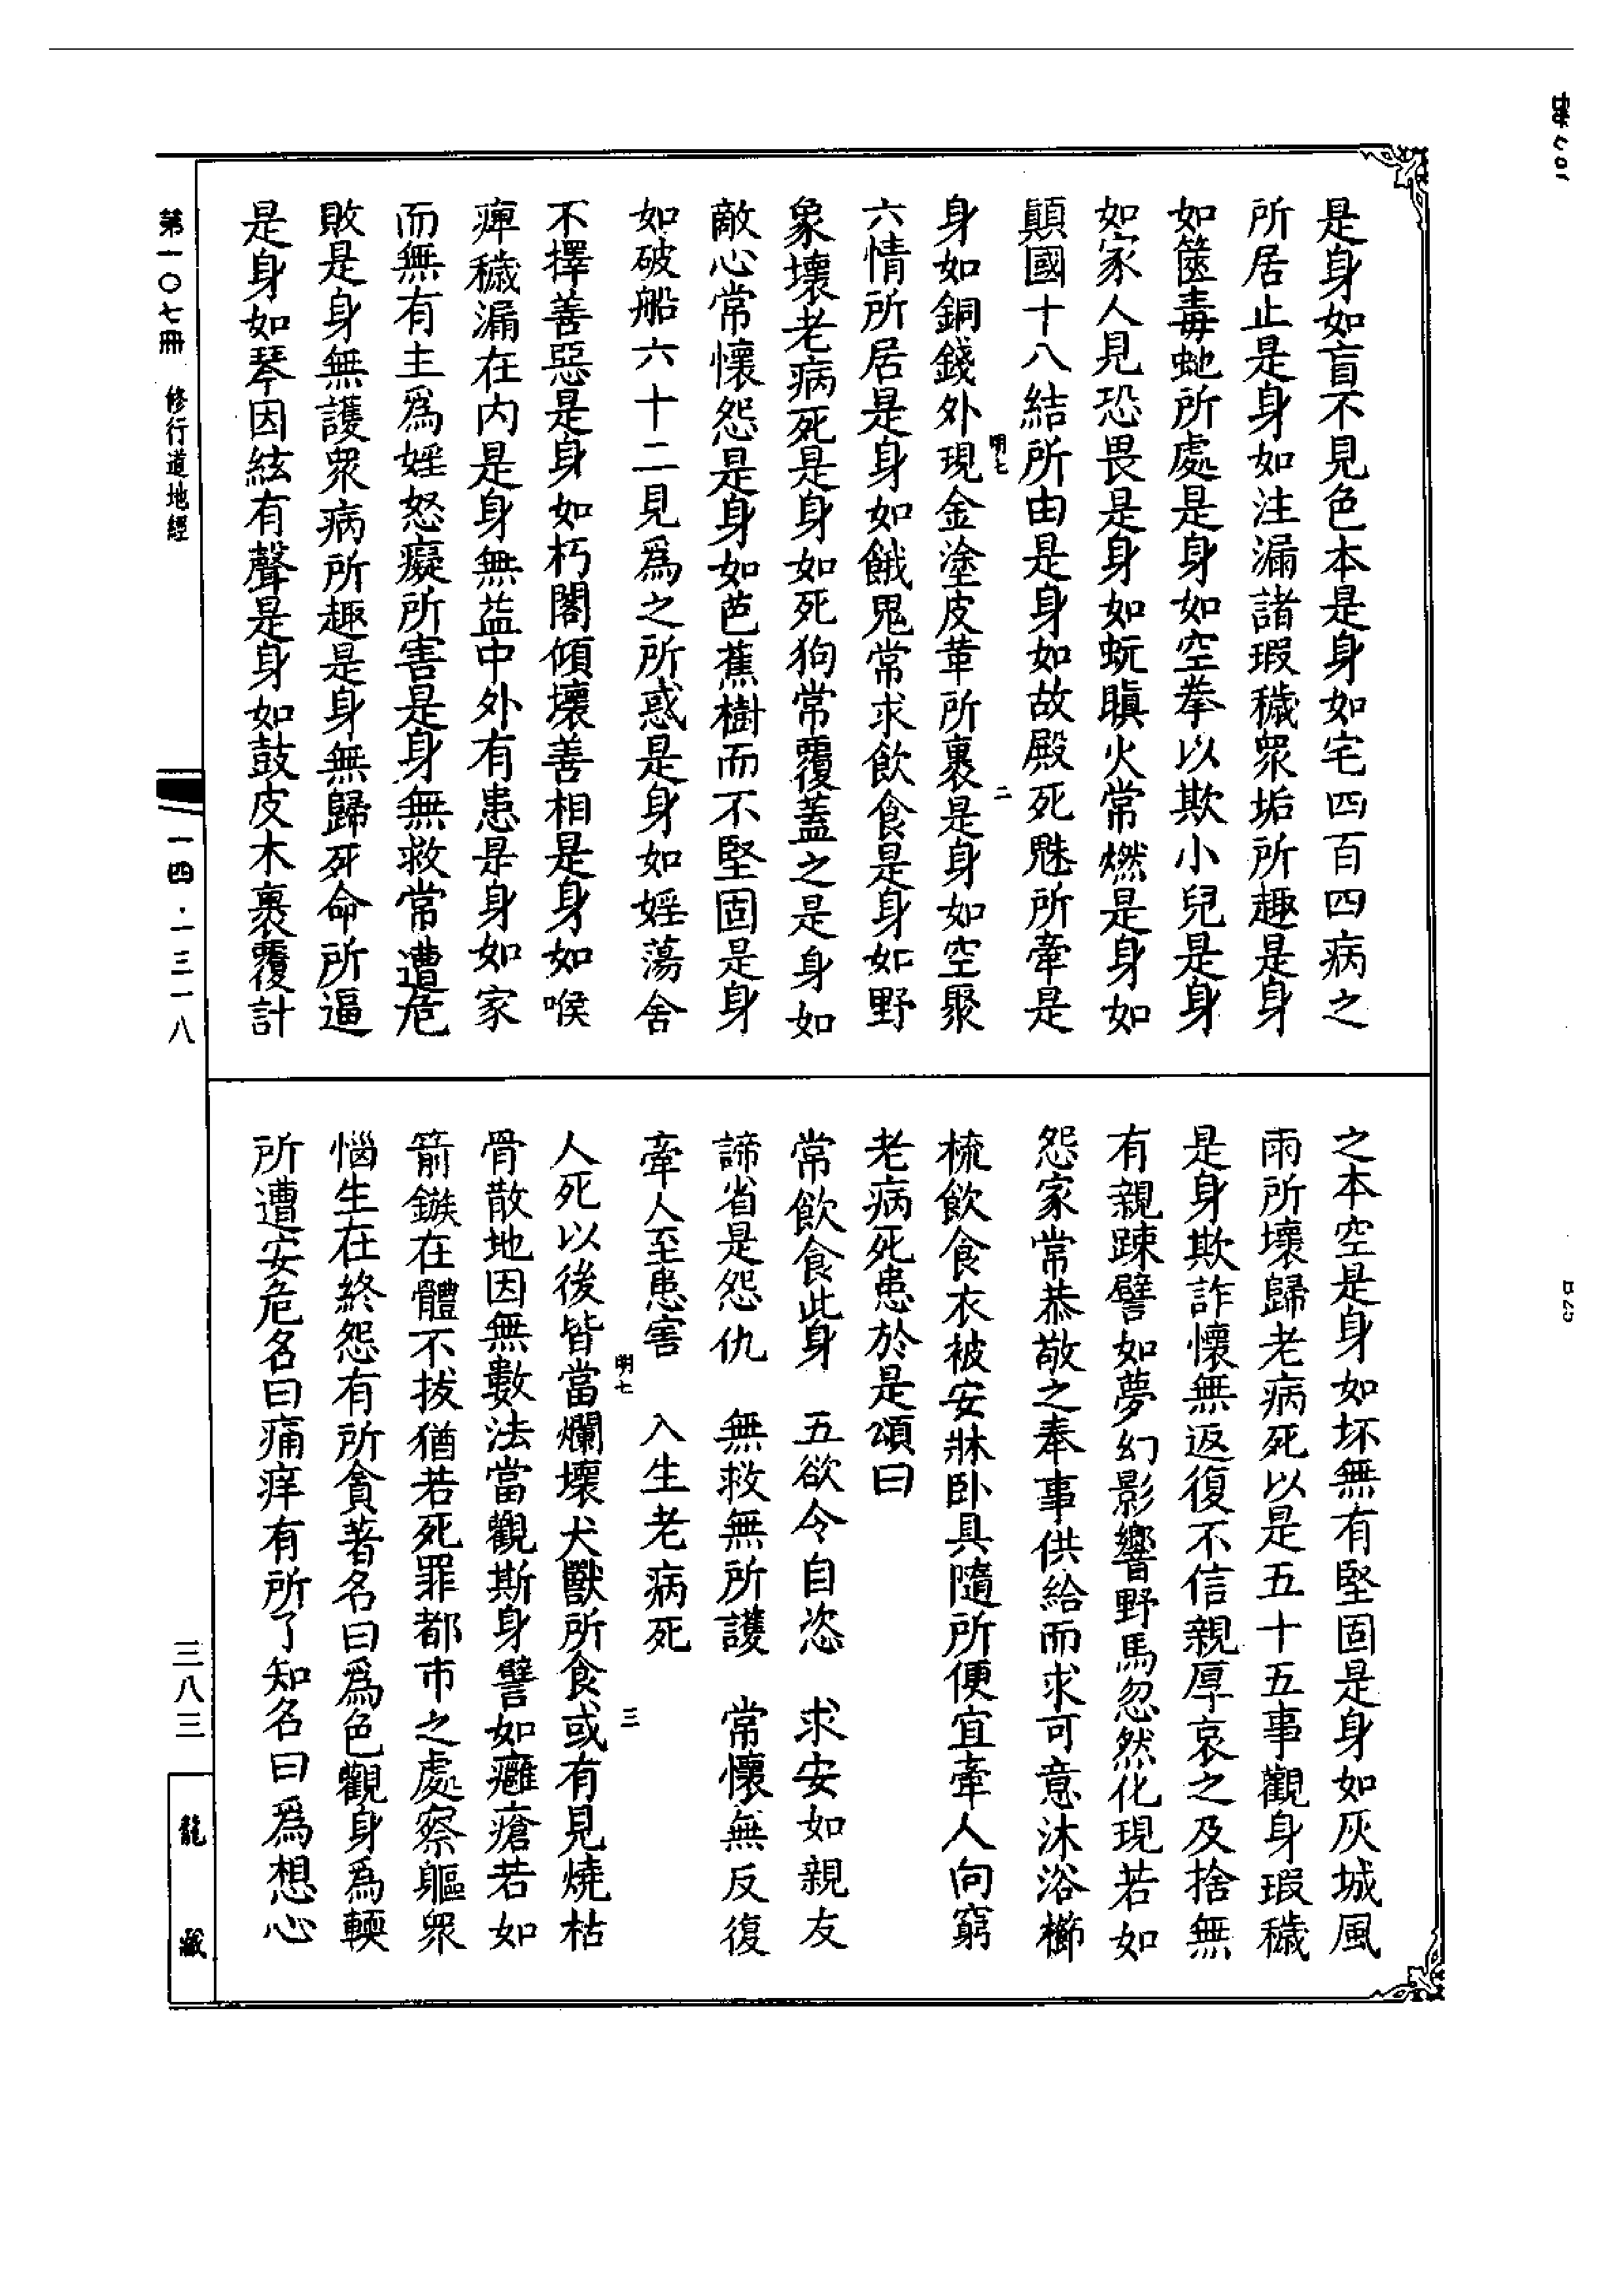 是身如盲不見色本是身如宅四百四病之
所居止是身如注漏諸瑕穢眾垢所趣是身
如篋毒虵所處是身如空拳以欺小兒是身
如冢人見恐畏是身如蚖瞋火常燃是身如
顛國十八結所由是身如故殿死魅所牽是
身如銅錢外現金塗皮革所裹是身如空聚
六情所居是身如餓鬼常求飲食是身如野
象壞老病死是身如死狗常覆蓋之是身如
敵心常懷怨是身如芭蕉樹而不堅固是身
如破船六十二見爲之所惑是身如婬蕩舍
不擇善惡是身如朽閣傾壞善相是身如喉
痺穢漏在内是身無益中外有患是身如家
而無有主爲婬怒癡所害是身無救常遭危
敗是身無護眾病所趣是身無歸死命所逼
是身如琴因絃有聲是身如鼓皮木裹覆計
之本空是身如坏無有堅固是身如灰城風
雨所壞歸老病死以是五十五事觀身瑕穢
是身欺詐懷無返復不信親厚哀之及捨無
有親踈譬如夢幻影響野馬忽然化現若如
怨家常恭敬之奉事供給而求可意沐浴櫛
梳飲食衣被安牀卧具隨所便宜牽人向窮
老病死患於是頌曰
常飲食此身　五欲令自恣　求安如親友
諦省是怨仇　無救無所護　常懷無反復
牽人至患害　入生老病死
人死以後皆當爛壞犬獸所食或有見燒枯
骨散地因無數法當觀斯身譬如癰瘡若如
箭鏃在體不拔猶若死罪都市之處察軀眾
惱生在終怨有所貪著名曰爲色觀身爲輭
所遭安危名曰痛痒有所了知名曰爲想心
明七
二
明七
三
第一〇七冊
修行道地經
一四・一三一八
三八三
龍藏